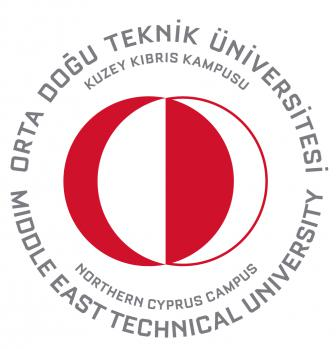 ORTA DOĞU TEKNİK ÜNİVERSİTESİ
KUZEY KIBRIS KAMPUSU
NORTHERN CYPRUS CAMPUS
MIDDLE EAST TECHNICAL UNIVERSITY